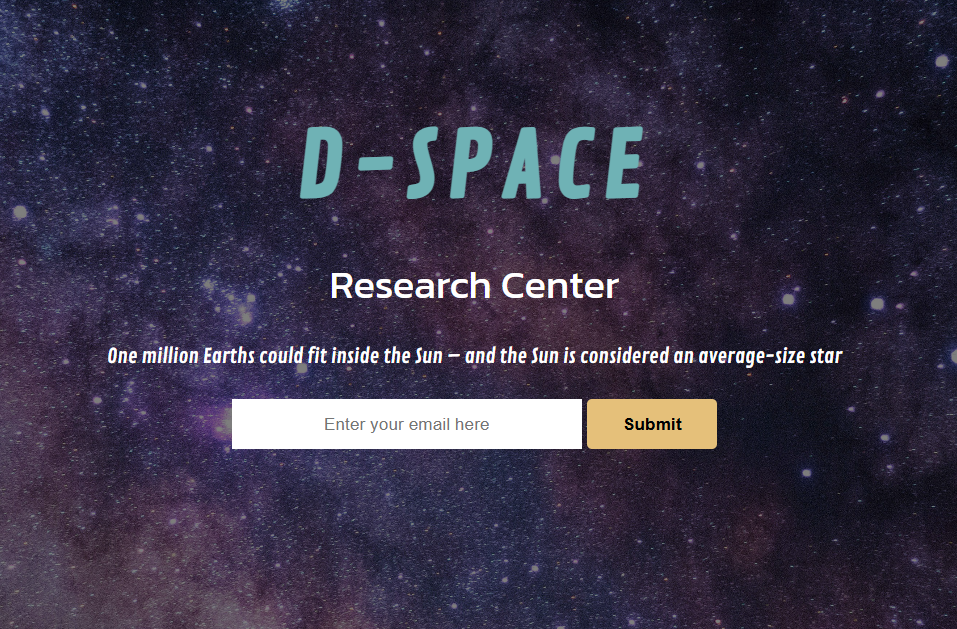 D-SPACE
Research Center
One million Earths could fit inside the Sun – and the Sun is considered an average-size star
Enter your email here
Submit